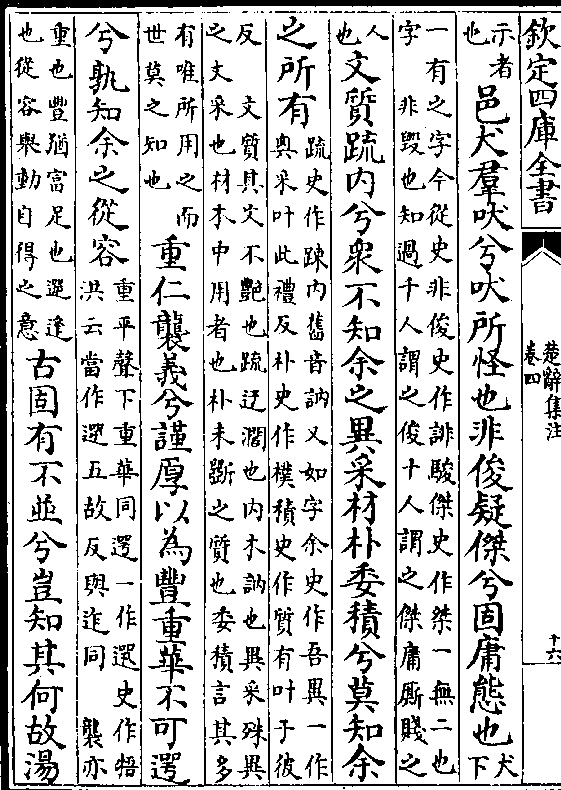 欽定四庫全書
楚辭集注
卷四
十六
示者
也
邑犬羣吠兮吠所怪也非俊疑傑兮固庸態也
犬
下
一有之字今從史非俊史作誹駿傑史作桀一無二也
字 非毀也知過千人謂之俊十人謂之傑庸厮賤之
人
也
文質疏内兮衆不知余之異采材朴委積兮莫知余
之所有
疏史作踈内舊音訥又如字余史作吾異一作
奥采叶此禮反朴史作樸積史作質有叶于彼
反 文質其文不艷也疏迂濶也内木訥也異采殊異
之文采也材木中用者也朴未斵之質也委積言其多
有唯所用之而
世莫之知也
重仁襲義兮謹厚以為豐重華不可遻
兮孰知余之從容
重平聲下重華同遻一作遌史作牾
洪云當作遻五故反與迕同 襲亦
重也豐猶富足也遻逢
也從容舉動自得之意
古固有不並兮豈知其何故湯